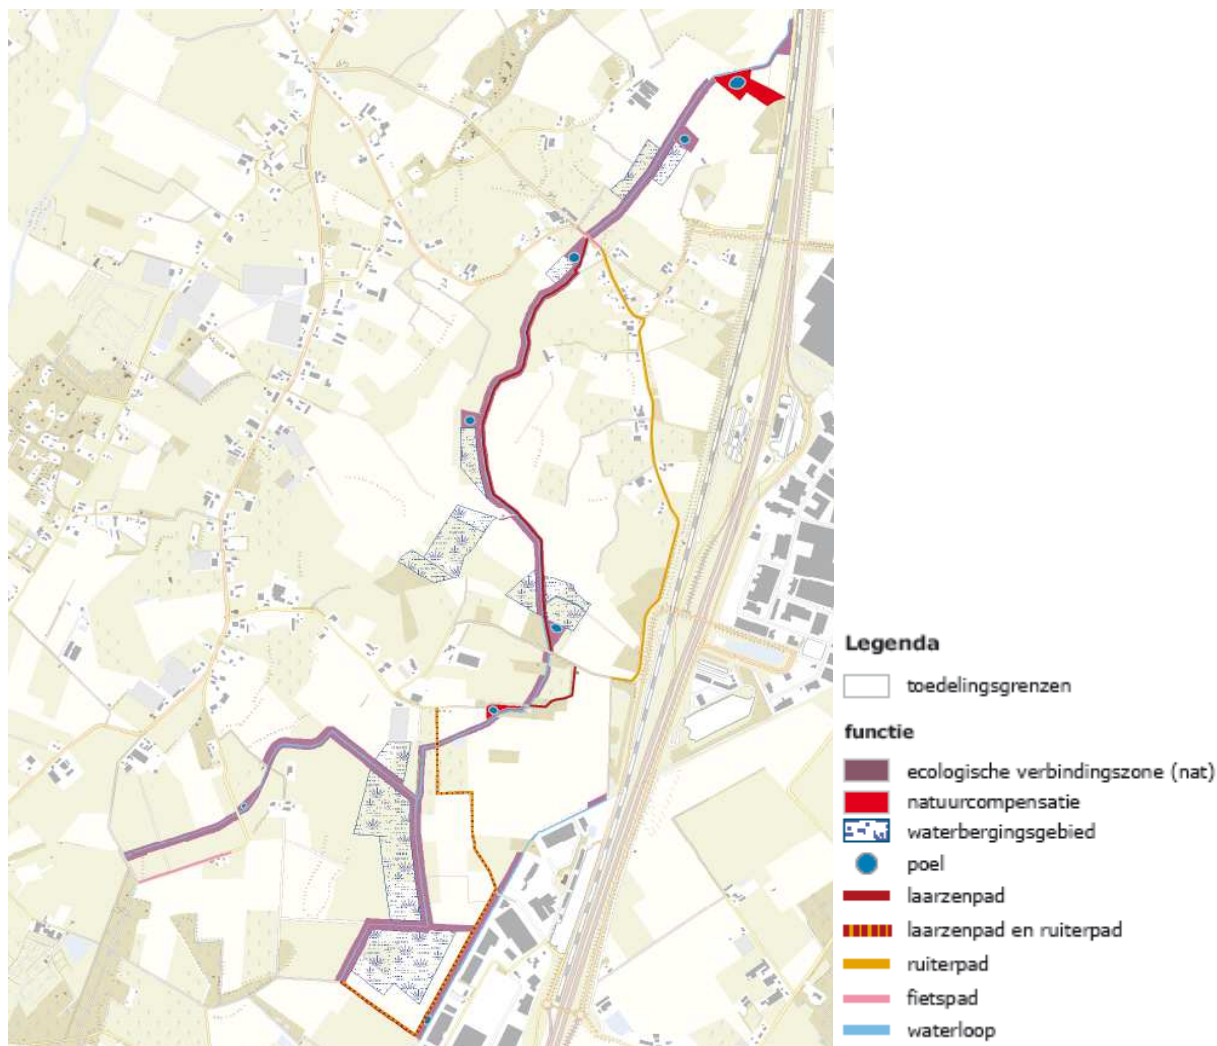 Legenda
toedelingsgrenzen
functie
ecologische verbindingszone (nat)
natuurcompensatie
waterbergingsgebied
poel
laarzenpad
laarzenpad en ruiterpad
ruiterpad
fietspad
waterloop